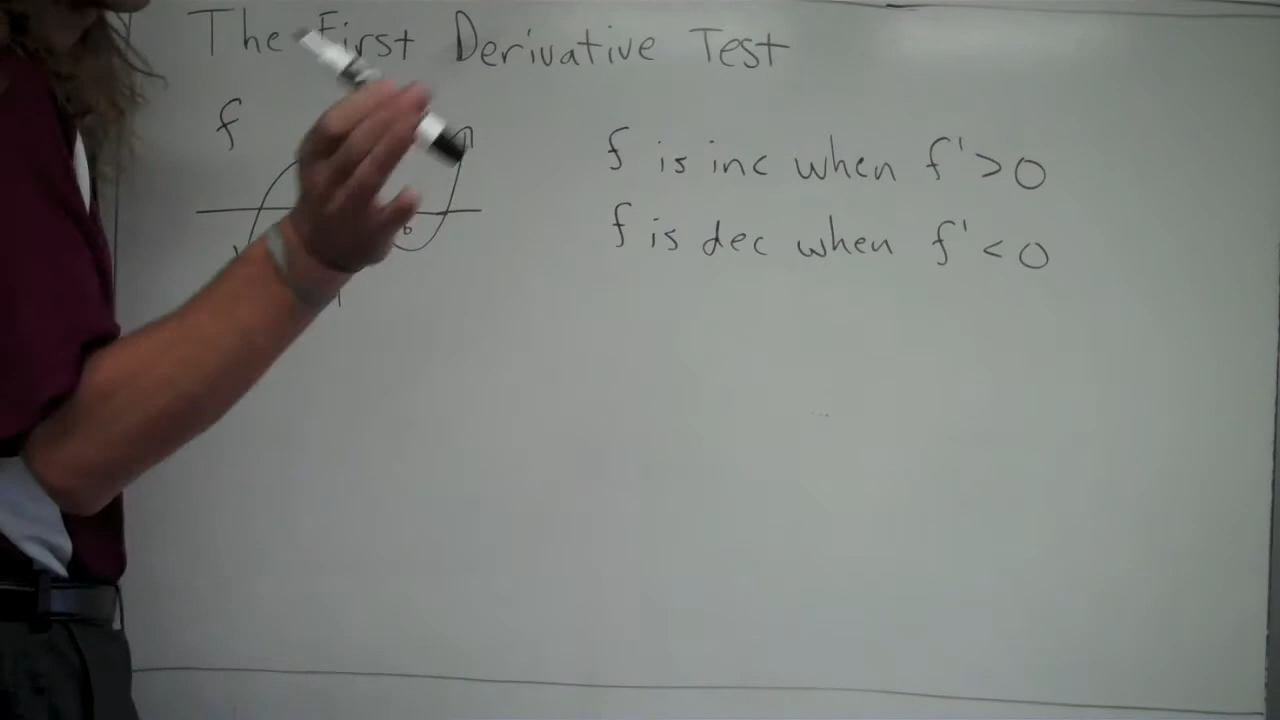 The First Derivative Test
f
f is inc when f' > 0
f is dec when f' < 0
b